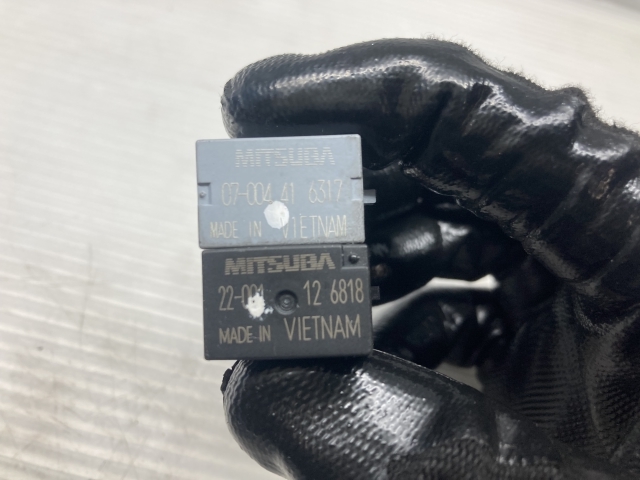 MITSUBA
07-004 41 6317
MADE IN VIETNAM
MITSUBA
22-001 12 6818
MADE IN VIETNAM